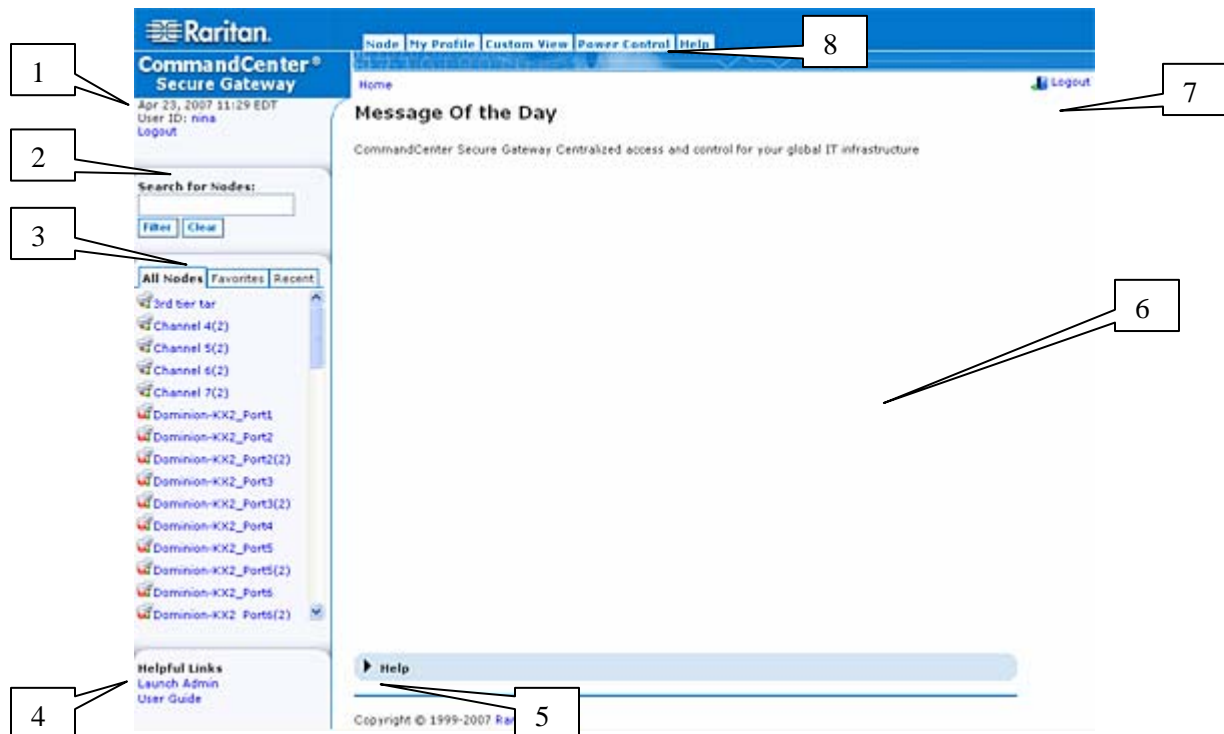 Raritan.
CommandCenter®
Secure Gateway
Node My Profile Custom View Power Control Help
8
1
Apr 23, 2007 11:29 EDT
User ID: nina
Logout
Home
Logout
7
Message Of the Day
CommandCenter Secure Gateway Centralized access and control for your global IT infrastructure
2
Search for Nodes:
Filter Clear
3
All Nodes Favorites Recent
3rd tier tar
Channel 4(2)
Channel 5(2)
Channel 6(2)
Channel 7(2)
Dominion-KX2_Port1
Dominion-KX2_Port2
Dominion-KX2_Port2(2)
Dominion-KX2_Port3
Dominion-KX2_Port3(2)
Dominion-KX2_Port4
Dominion-KX2_Port5
Dominion-KX2_Port5(2)
Dominion-KX2_Port6
Dominion-KX2_Port6(2)
6
Helpful Links
Launch Admin
User Guide
4
Help
5
Copyright © 1999-2007